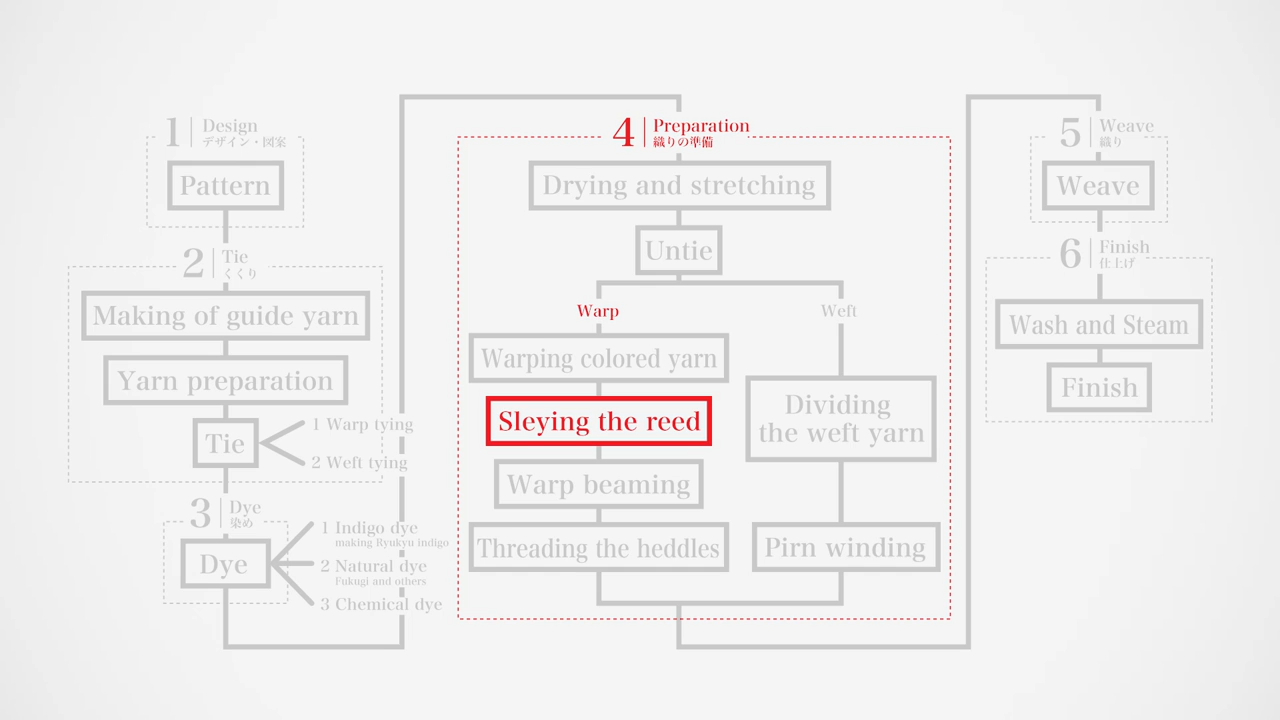 1 Design
デザイン・図案
Pattern
2 Tie
くくり
Making of guide yarn
Yarn preparation
Tie
1 Warp tying
2 Weft tying
3 Dye
染め
Dye
1 Indigo dye
making Ryukyu indigo
2 Natural dye
Fukugi and others
3 Chemical dye
4 Preparation
織りの準備
Drying and stretching
Untie
Warp
Warping colored yarn
Sleying the reed
Warp beaming
Threading the heddles
Weft
Dividing
the weft yarn
Pirn winding
5 Weave
織り
Weave
6 Finish
仕上げ
Wash and Steam
Finish